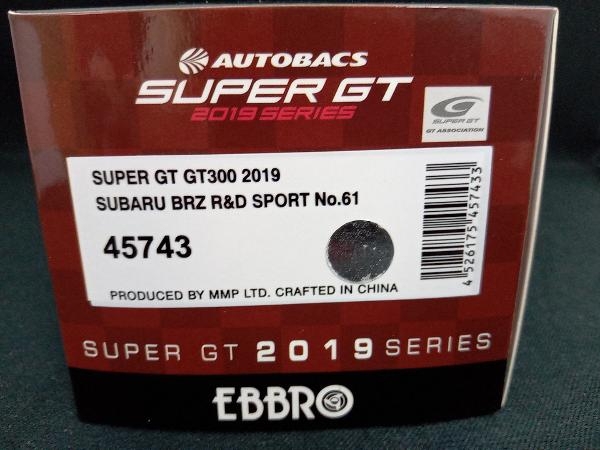 AUTOBACS
SUPER GT
2019 SERIES
SUPER GT
GT ASSOCIATION
SUPER GT GT300 2019
SUBARU BRZ R&D SPORT No.61
45743
4 526175 457433
PRODUCED BY MMP LTD. CRAFTED IN CHINA
SUPER GT 2019 SERIES
EBBRO